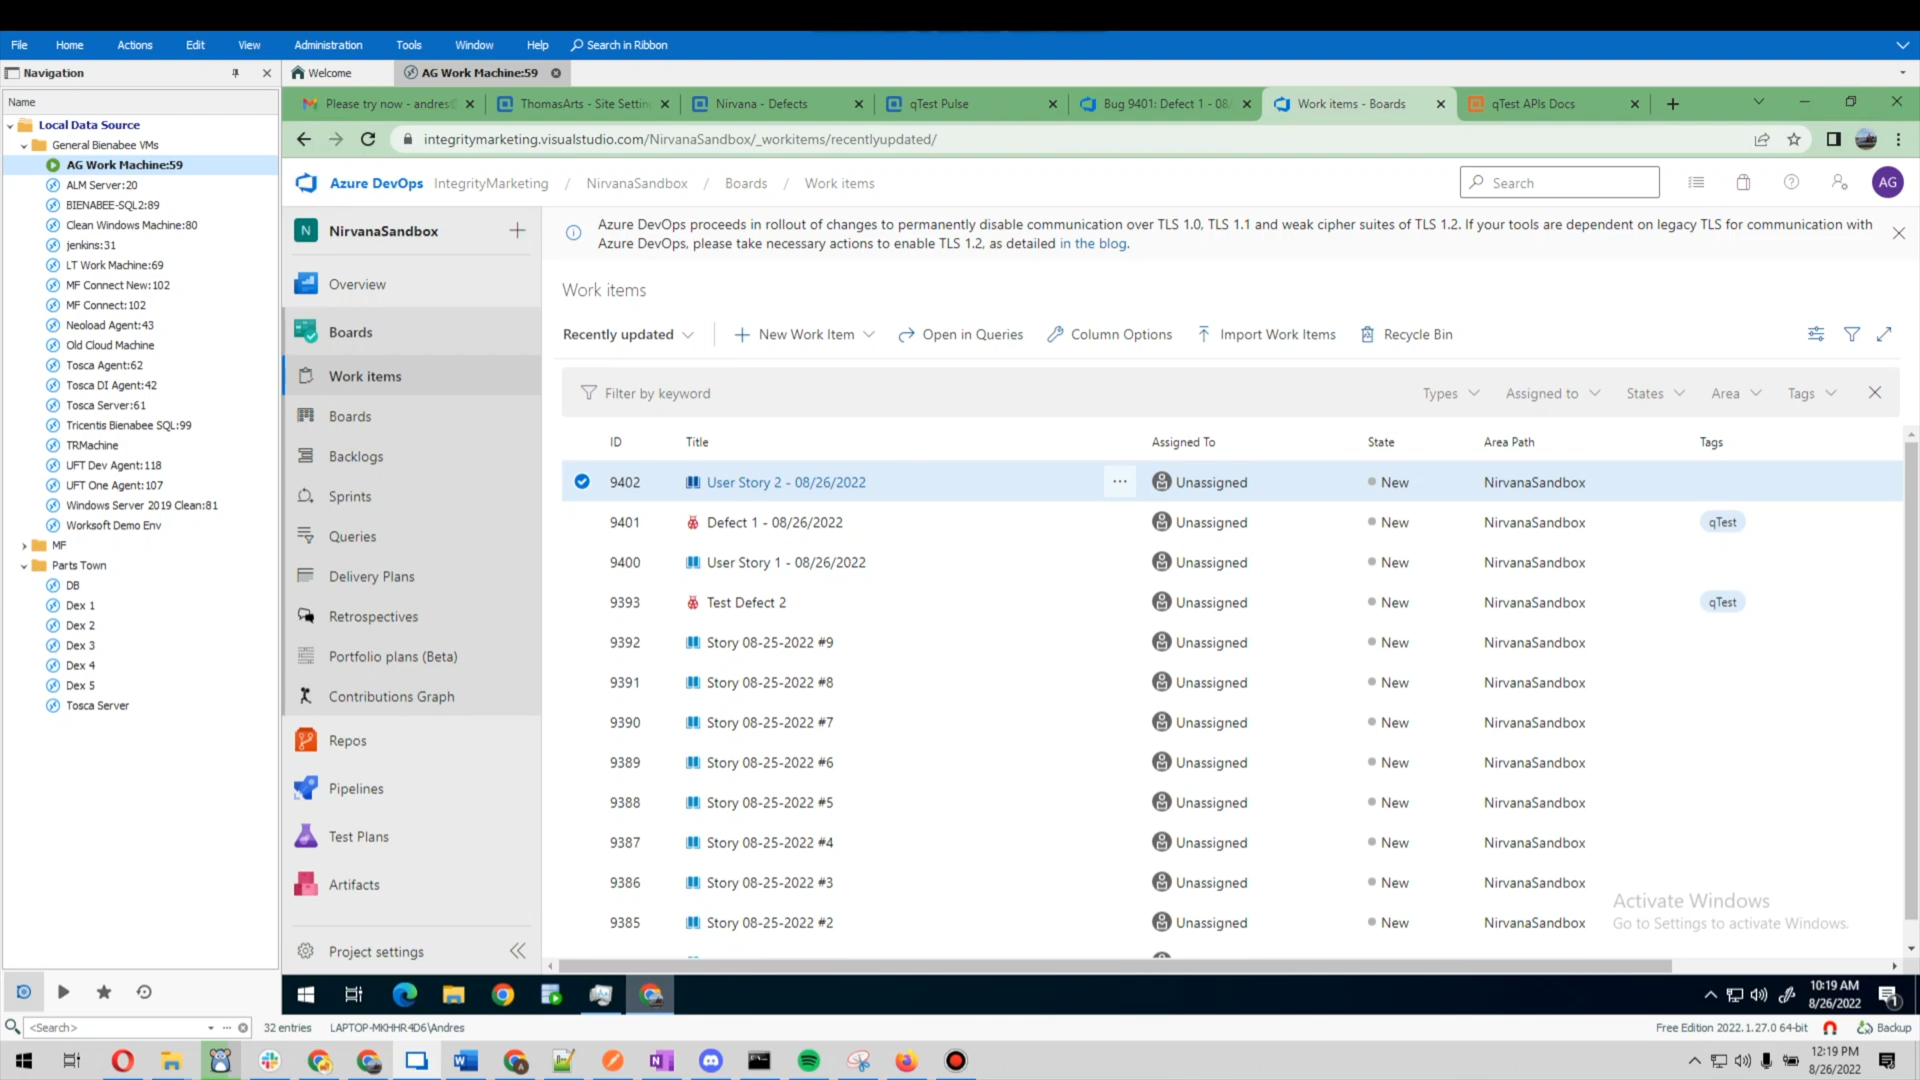 File Home Actions Edit View Administration Tools Window Help Search in Ribbon
Navigation
Welcome AG Work Machine:59
Name
Local Data Source
General Bienabee VMs
AG Work Machine:59
ALM Server:20
BIENABEE-SQL2:89
Clean Windows Machine:80
jenkins:31
LT Work Machine:69
MF Connect New:102
MF Connect:102
Neoload Agent:43
Old Cloud Machine
Tosca Agent:62
Tosca DI Agent:42
Tosca Server:61
Tricentis Bienabee SQL:99
TRMachine
UFT Dev Agent:118
UFT One Agent:107
Windows Server 2019 Clean:81
Worksoft Demo Env
MF
Parts Town
DB
Dex 1
Dex 2
Dex 3
Dex 4
Dex 5
Tosca Server
<Search> 32 entries LAPTOP-MKHHR4D6\Andres
Please try now - andres ThomasArts - Site Settin Nirvana - Defects qTest Pulse Bug 9401: Defect 1 - 08 Work items - Boards qTest APIs Docs
integritymarketing.visualstudio.com/NirvanaSandbox/_workitems/recentlyupdated/
Azure DevOps IntegrityMarketing / NirvanaSandbox / Boards / Work items Search AG
N NirvanaSandbox
Overview
Boards
Work items
Boards
Backlogs
Sprints
Queries
Delivery Plans
Retrospectives
Portfolio plans (Beta)
Contributions Graph
Repos
Pipelines
Test Plans
Artifacts
Project settings
Azure DevOps proceeds in rollout of changes to permanently disable communication over TLS 1.0, TLS 1.1 and weak cipher suites of TLS 1.2. If your tools are dependent on legacy TLS for communication with
Azure DevOps, please take necessary actions to enable TLS 1.2, as detailed in the blog.
Work items
Recently updated New Work Item Open in Queries Column Options Import Work Items Recycle Bin
Filter by keyword Types Assigned to States Area Tags
ID Title Assigned To State Area Path Tags
9402 User Story 2 - 08/26/2022 Unassigned New NirvanaSandbox
9401 Defect 1 - 08/26/2022 Unassigned New NirvanaSandbox qTest
9400 User Story 1 - 08/26/2022 Unassigned New NirvanaSandbox
9393 Test Defect 2 Unassigned New NirvanaSandbox qTest
9392 Story 08-25-2022 #9 Unassigned New NirvanaSandbox
9391 Story 08-25-2022 #8 Unassigned New NirvanaSandbox
9390 Story 08-25-2022 #7 Unassigned New NirvanaSandbox
9389 Story 08-25-2022 #6 Unassigned New NirvanaSandbox
9388 Story 08-25-2022 #5 Unassigned New NirvanaSandbox
9387 Story 08-25-2022 #4 Unassigned New NirvanaSandbox
9386 Story 08-25-2022 #3 Unassigned New NirvanaSandbox
9385 Story 08-25-2022 #2 Unassigned New NirvanaSandbox
Activate Windows
Go to Settings to activate Windows.
10:19 AM
8/26/2022
1
Free Edition 2022.1.27.0 64-bit Backup
12:19 PM
8/26/2022